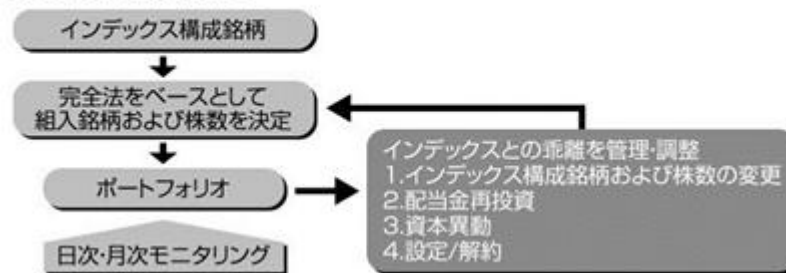 インデックス構成銘柄
完全法をベースとして
組入銘柄および株数を決定
ポートフォリオ
日次・月次モニタリング
インデックスとの乖離を管理・調整
1.インデックス構成銘柄および株数の変更
2.配当金再投資
3.資本異動
4.設定/解約